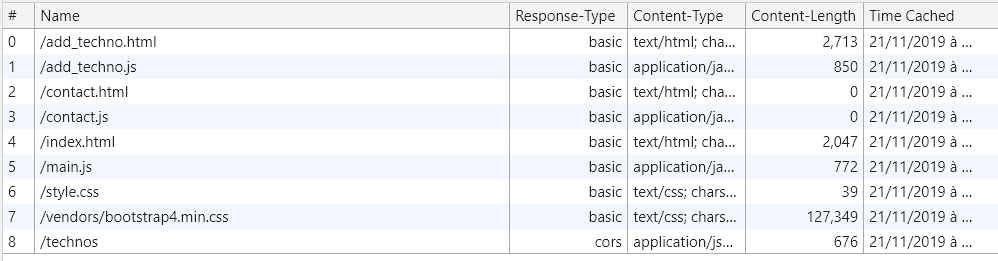 # Name Response-Type Content-Type Content-Length Time Cached
0 /add_techno.html basic text/html; cha... 2,713 21/11/2019 à ...
1 /add_techno.js basic application/ja... 850 21/11/2019 à ...
2 /contact.html basic text/html; cha... 0 21/11/2019 à ...
3 /contact.js basic application/ja... 0 21/11/2019 à ...
4 /index.html basic text/html; cha... 2,047 21/11/2019 à ...
5 /main.js basic application/ja... 772 21/11/2019 à ...
6 /style.css basic text/css; chars... 39 21/11/2019 à ...
7 /vendors/bootstrap4.min.css basic text/css; chars... 127,349 21/11/2019 à ...
8 /technos cors application/js... 676 21/11/2019 à ...